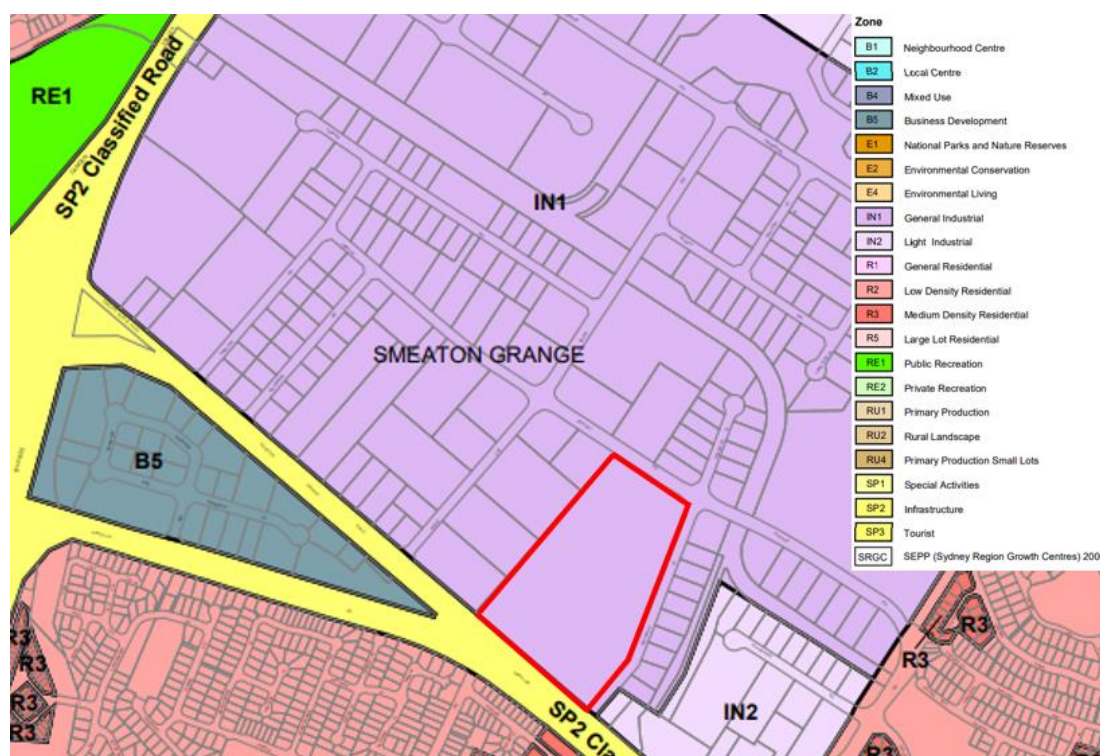 RE1
SP2 Classified Road
IN1
SMEATON GRANGE
B5
IN2
SP2 Cla
R3
R3
R3
R3
R3
R3
R3
Zone
B1 Neighbourhood Centre
B2 Local Centre
B4 Mixed Use
B5 Business Development
E1 National Parks and Nature Reserves
E2 Environmental Conservation
E4 Environmental Living
IN1 General Industrial
IN2 Light Industrial
R1 General Residential
R2 Low Density Residential
R3 Medium Density Residential
R5 Large Lot Residential
RE1 Public Recreation
RE2 Private Recreation
RU1 Primary Production
RU2 Rural Landscape
RU4 Primary Production Small Lots
SP1 Special Activities
SP2 Infrastructure
SP3 Tourist
SRGC SEPP (Sydney Region Growth Centres) 200